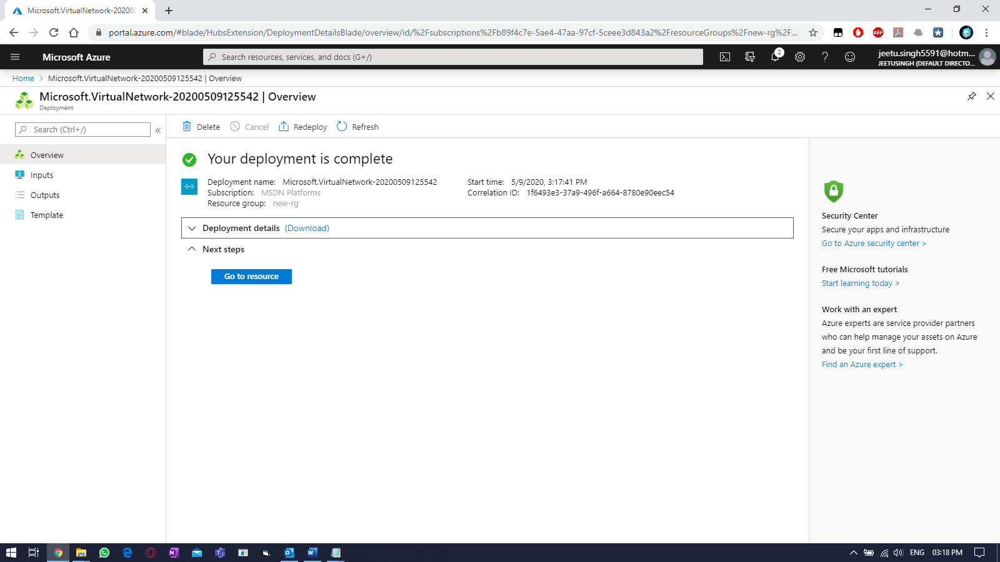 Microsoft.VirtualNetwork-20200
portal.azure.com/#blade/HubsExtension/DeploymentDetailsBlade/overview/id/%2Fsubscriptions%2Fb89f4c7e-5ae4-47aa-97cf-5ceee3d843a2%2FresourceGroups%2Fnew-rg%2F...
ABP
Microsoft Azure
Search resources, services, and docs (G+/)
2
jeetu.singh5591@hotm...
JEETUSINGH (DEFAULT DIRECTO...
Home > Microsoft.VirtualNetwork-20200509125542 | Overview
Microsoft.VirtualNetwork-20200509125542 | Overview
Deployment
Search (Ctrl+/)
«
Delete
Cancel
Redeploy
Refresh
Overview
Inputs
Outputs
Template
Your deployment is complete
Deployment name: Microsoft.VirtualNetwork-20200509125542
Subscription: MSDN Platforms
Resource group: new-rg
Start time: 5/9/2020, 3:17:41 PM
Correlation ID: 1f6493e3-37a9-496f-a664-8780e90eec54
Deployment details (Download)
Next steps
Go to resource
Security Center
Secure your apps and infrastructure
Go to Azure security center >
Free Microsoft tutorials
Start learning today >
Work with an expert
Azure experts are service provider partners
who can help manage your assets on Azure
and be your first line of support.
Find an Azure expert >
ENG 03:18 PM